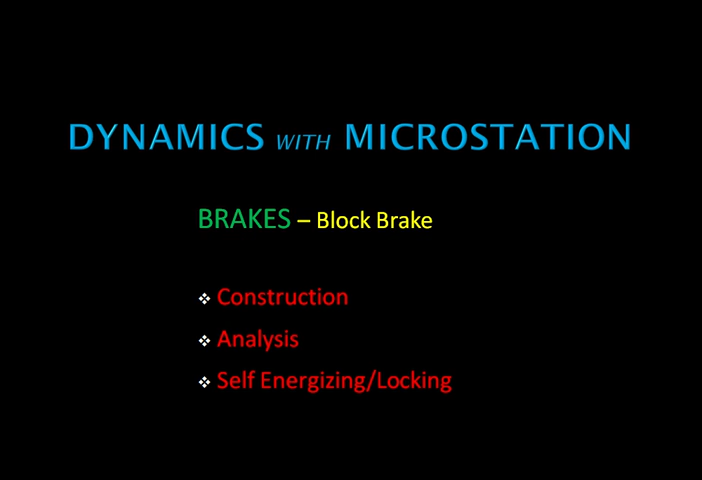 DYNAMICS WITH MICROSTATION
BRAKES – Block Brake
❖ Construction
❖ Analysis
❖ Self Energizing/Locking